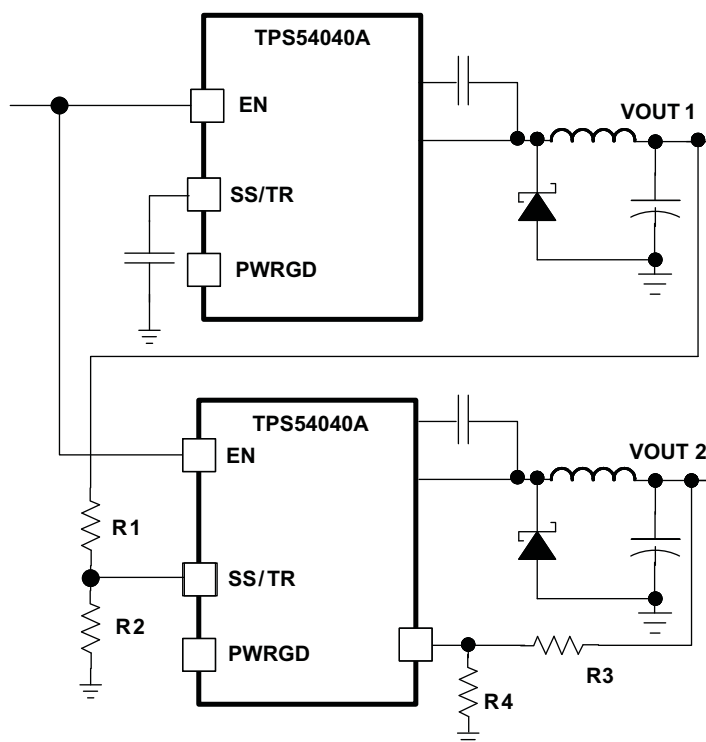 TPS54040A
EN
VOUT 1
SS/TR
PWRGD
TPS54040A
EN
VOUT 2
R1
SS/TR
R2
PWRGD
R3
R4